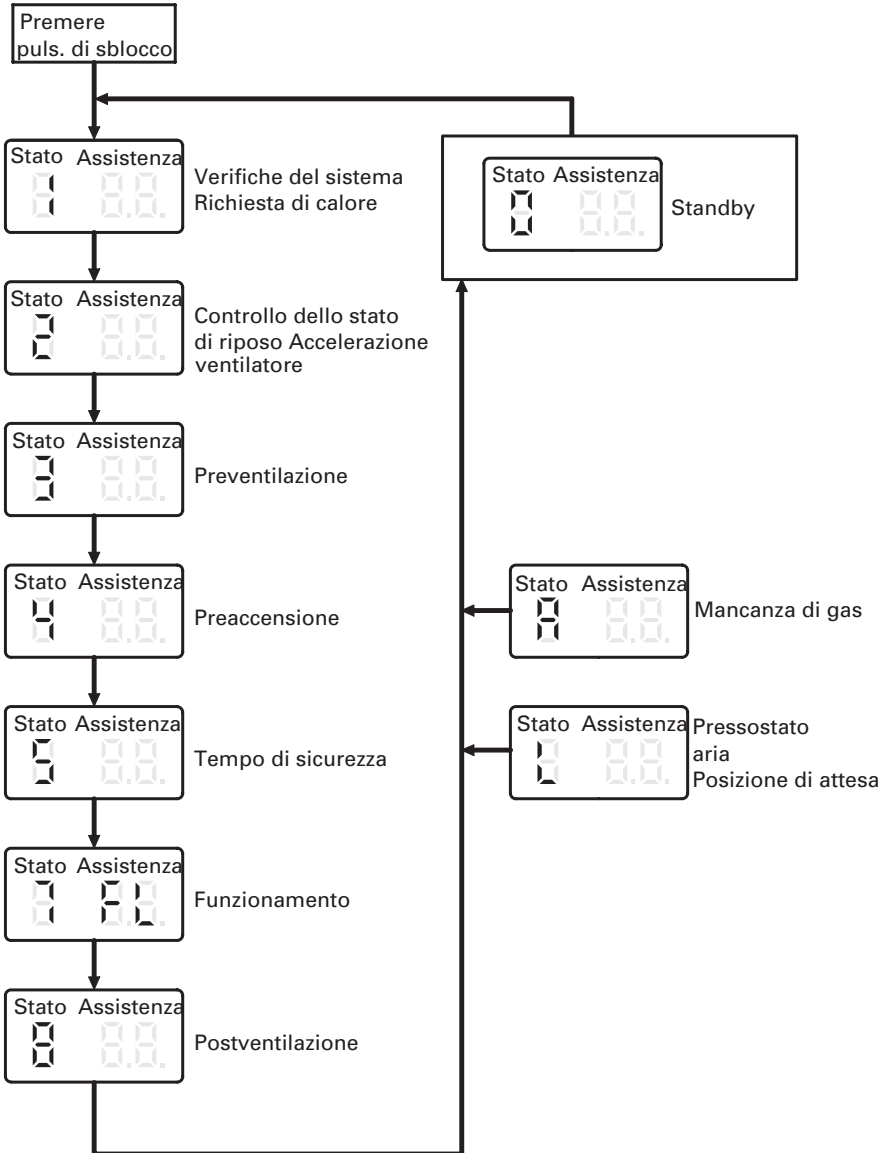 Premere
puls. di sblocco
Stato Assistenza
1
Verifiche del sistema
Richiesta di calore
Stato Assistenza
0
Standby
Stato Assistenza
2
Controllo dello stato
di riposo Accelerazione
ventilatore
Stato Assistenza
3
Preventilazione
Stato Assistenza
4
Preaccensione
Stato Assistenza
A
Mancanza di gas
Stato Assistenza
5
Tempo di sicurezza
Stato Assistenza
L
Pressostato
aria
Posizione di attesa
Stato Assistenza
7 FL
Funzionamento
Stato Assistenza
8
Postventilazione